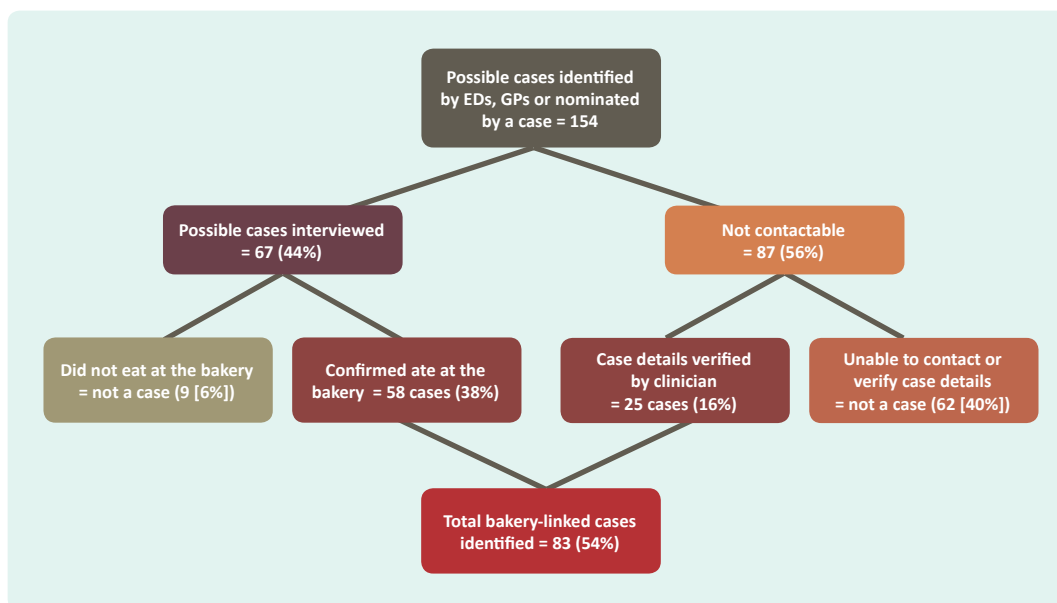 Possible cases identified
by EDs, GPs or nominated
by a case = 154
Possible cases interviewed
= 67 (44%)
Not contactable
= 87 (56%)
Did not eat at the bakery
= not a case (9 [6%])
Confirmed ate at the
bakery = 58 cases (38%)
Case details verified
by clinician
= 25 cases (16%)
Unable to contact or
verify case details
= not a case (62 [40%])
Total bakery-linked cases
identified = 83 (54%)